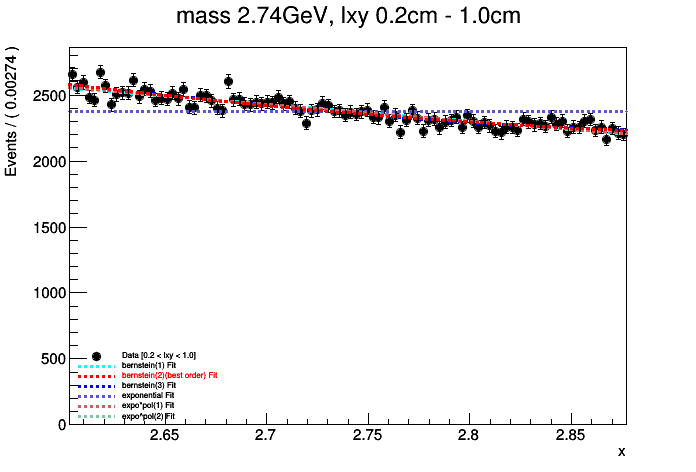 mass 2.74GeV, lxy 0.2cm - 1.0cm
Events / ( 0.00274 )
2500
2000
1500
1000
500
0
Data [0.2 < lxy < 1.0]
bernstein(1) Fit
bernstein(2)(best order) Fit
bernstein(3) Fit
exponential Fit
expo*pol(1) Fit
expo*pol(2) Fit
2.65
2.7
2.75
2.8
2.85
x